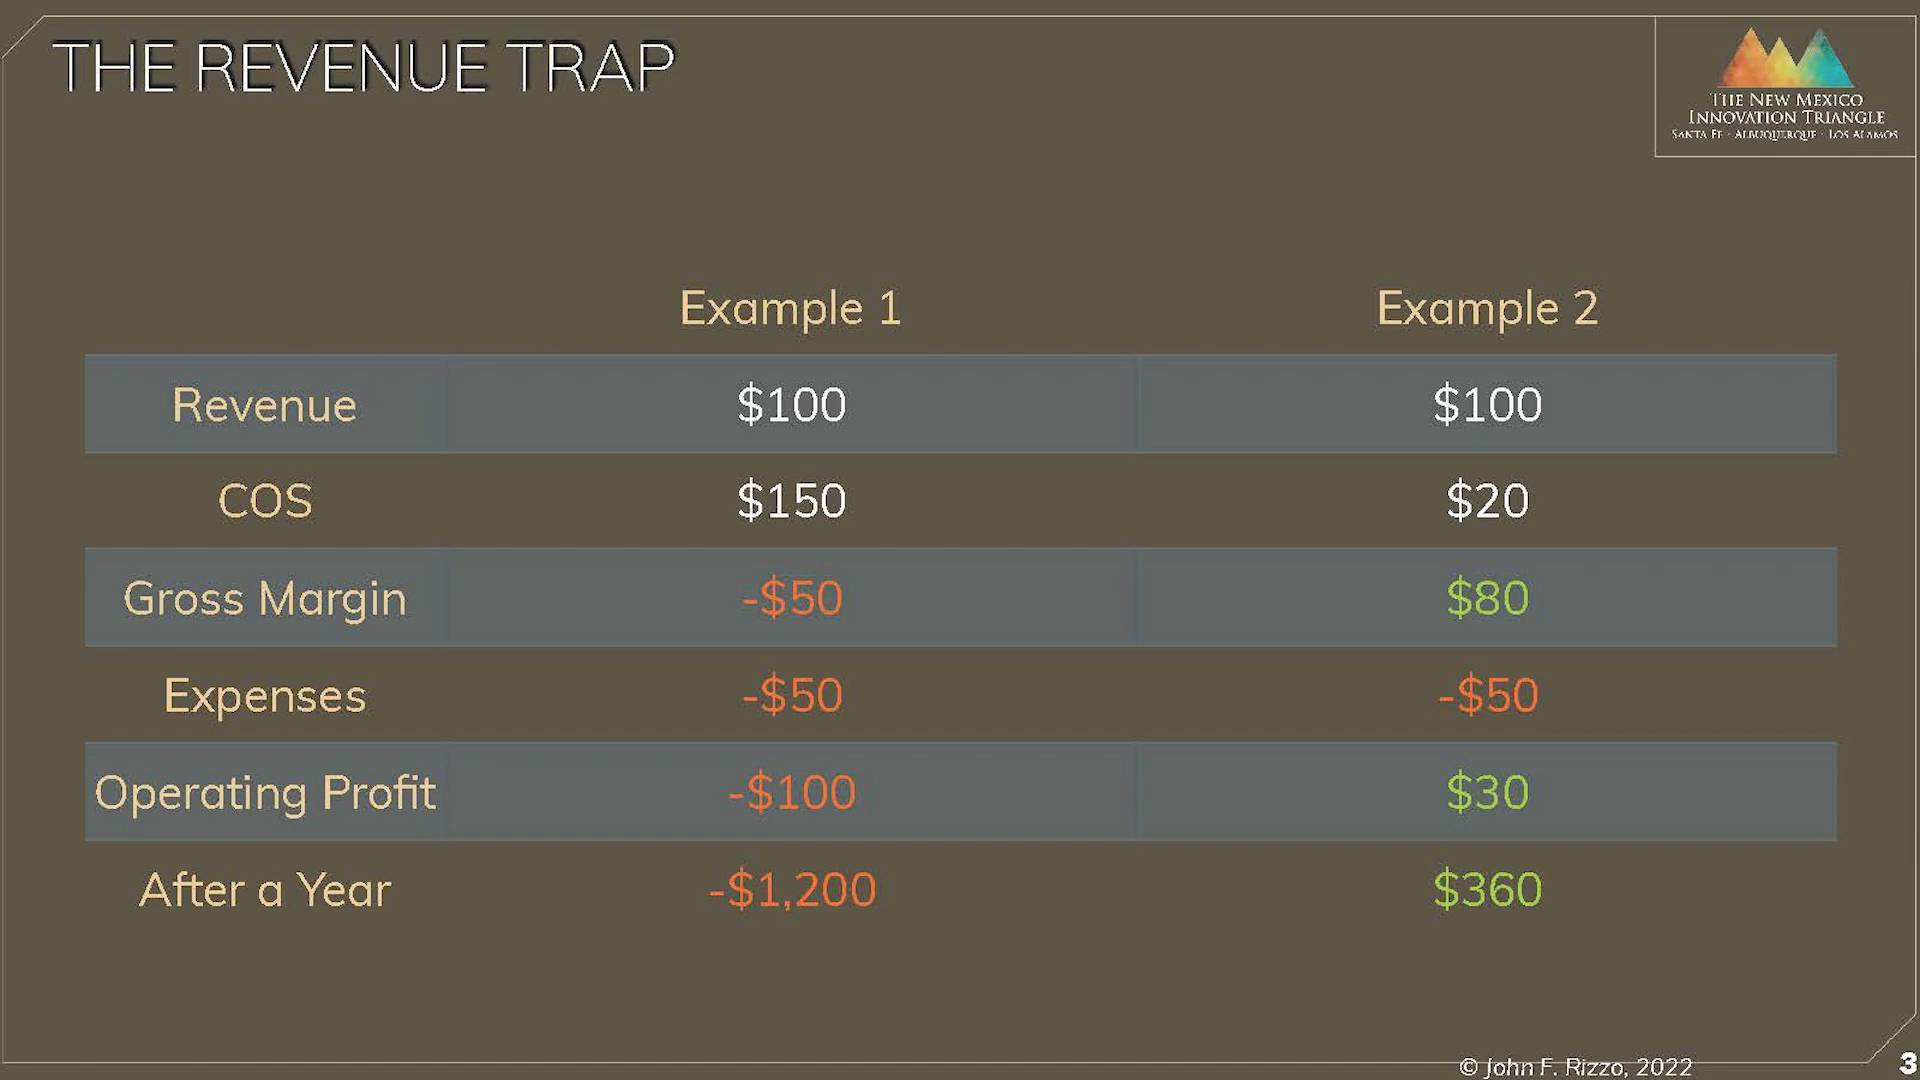 THE REVENUE TRAP
THE NEW MEXICO
INNOVATION TRIANGLE
SANTA FE · ALBUQUERQUE · LOS ALAMOS
Example 1 Example 2
Revenue $100 $100
COS $150 $20
Gross Margin -$50 $80
Expenses -$50 -$50
Operating Profit -$100 $30
After a Year -$1,200 $360
© John F. Rizzo, 2022 3